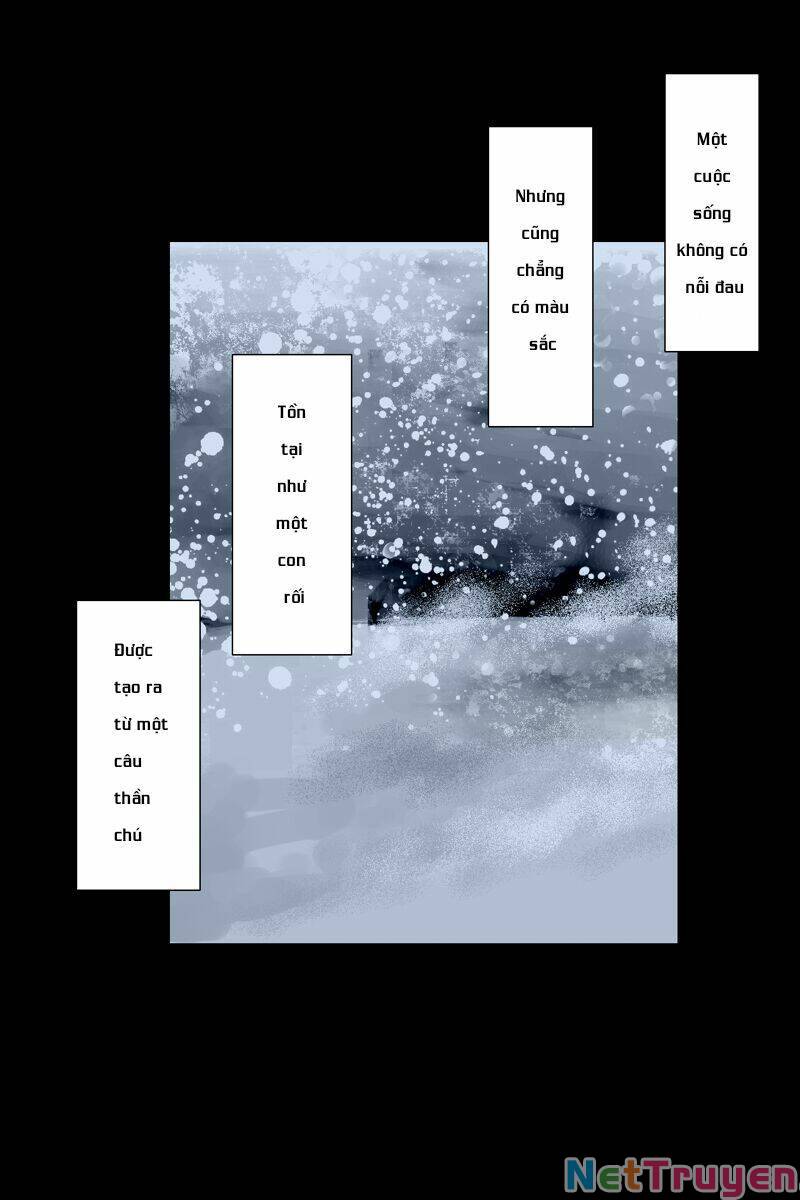 Một
cuộc
sống
không có
nỗi đau
Nhưng
cũng
chẳng
có màu
sắc
Tồn
tại
như
một
con
rối
Được
tạo ra
từ một
câu
thần
chú
NetTruyen